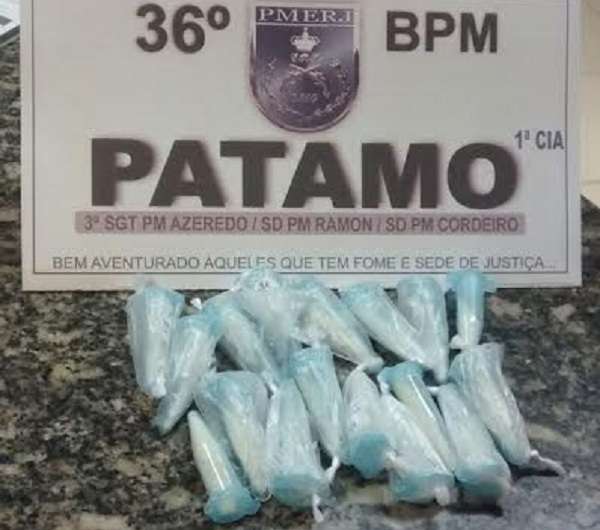 36º PMERJ BPM
PATAMO 1ª CIA
3ª SGT PM AZEREDO / SD PM RAMON / SD PM CORDEIRO
BEM AVENTURADO AQUELES QUE TEM FOME E SEDE DE JUSTIÇA...